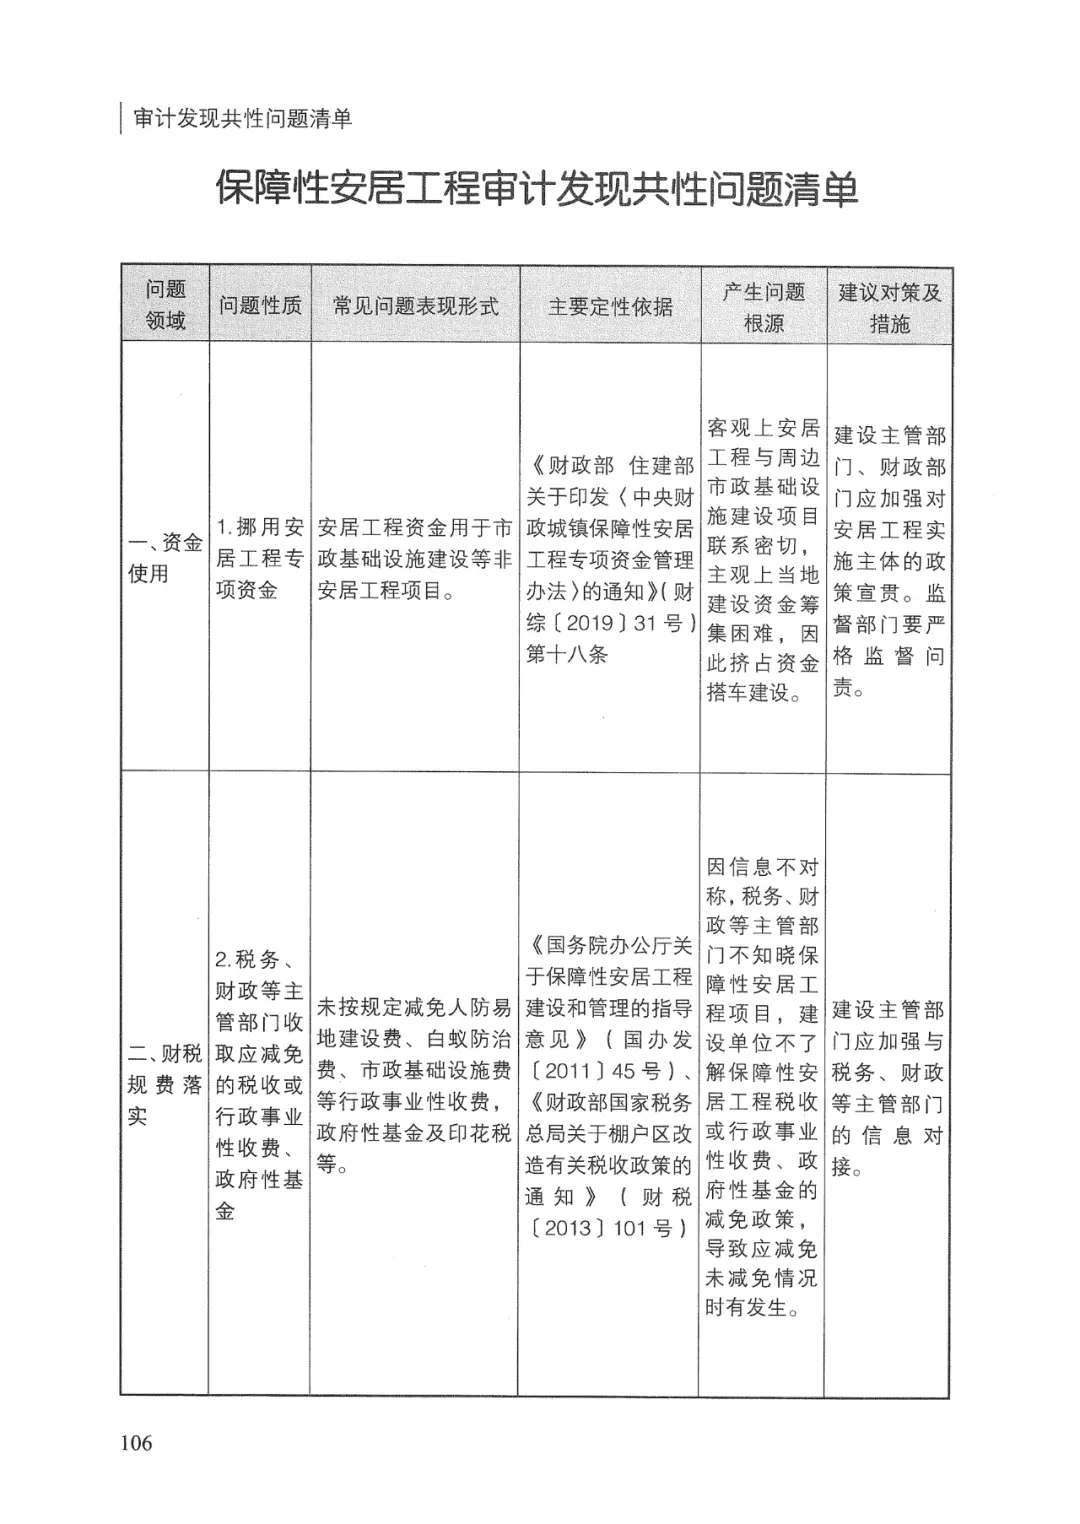 审计发现共性问题清单
保障性安居工程审计发现共性问题清单
问题
领域
问题性质
常见问题表现形式
主要定性依据
产生问题
根源
建议对策及
措施
一、资金
使用
1.挪用安
居工程专
项资金
安居工程资金用于市
政基础设施建设等非
安居工程项目。
《财政部 住建部
关于印发〈中央财
政城镇保障性安居
工程专项资金管理
办法〉的通知》(财
综〔2019〕31号)
第十八条
客观上安居
工程与周边
市政基础设
施建设项目
联系密切，
主观上当地
建设资金筹
集困难，因
此挤占资金
搭车建设。
建设主管部
门、财政部
门应加强对
安居工程实
施主体的政
策宣贯。监
督部门要严
格监督问
责。
二、财税
规费落
实
2.税务、
财政等主
管部门收
取应减免
的税收或
行政事业
性收费、
政府性基
金
未按规定减免人防易
地建设费、白蚁防治
费、市政基础设施费
等行政事业性收费，
政府性基金及印花税
等。
《国务院办公厅关
于保障性安居工程
建设和管理的指导
意见》(国办发
〔2011〕45号)、
《财政部国家税务
总局关于棚户区改
造有关税收政策的
通知》(财税
〔2013〕101号)
因信息不对
称，税务、财
政等主管部
门不知晓保
障性安居工
程项目，建
设单位不了
解保障性安
居工程税收
或行政事业
性收费、政
府性基金的
减免政策，
导致应减免
未减免情况
时有发生。
建设主管部
门应加强与
税务、财政
等主管部门
的信息对
接。
106